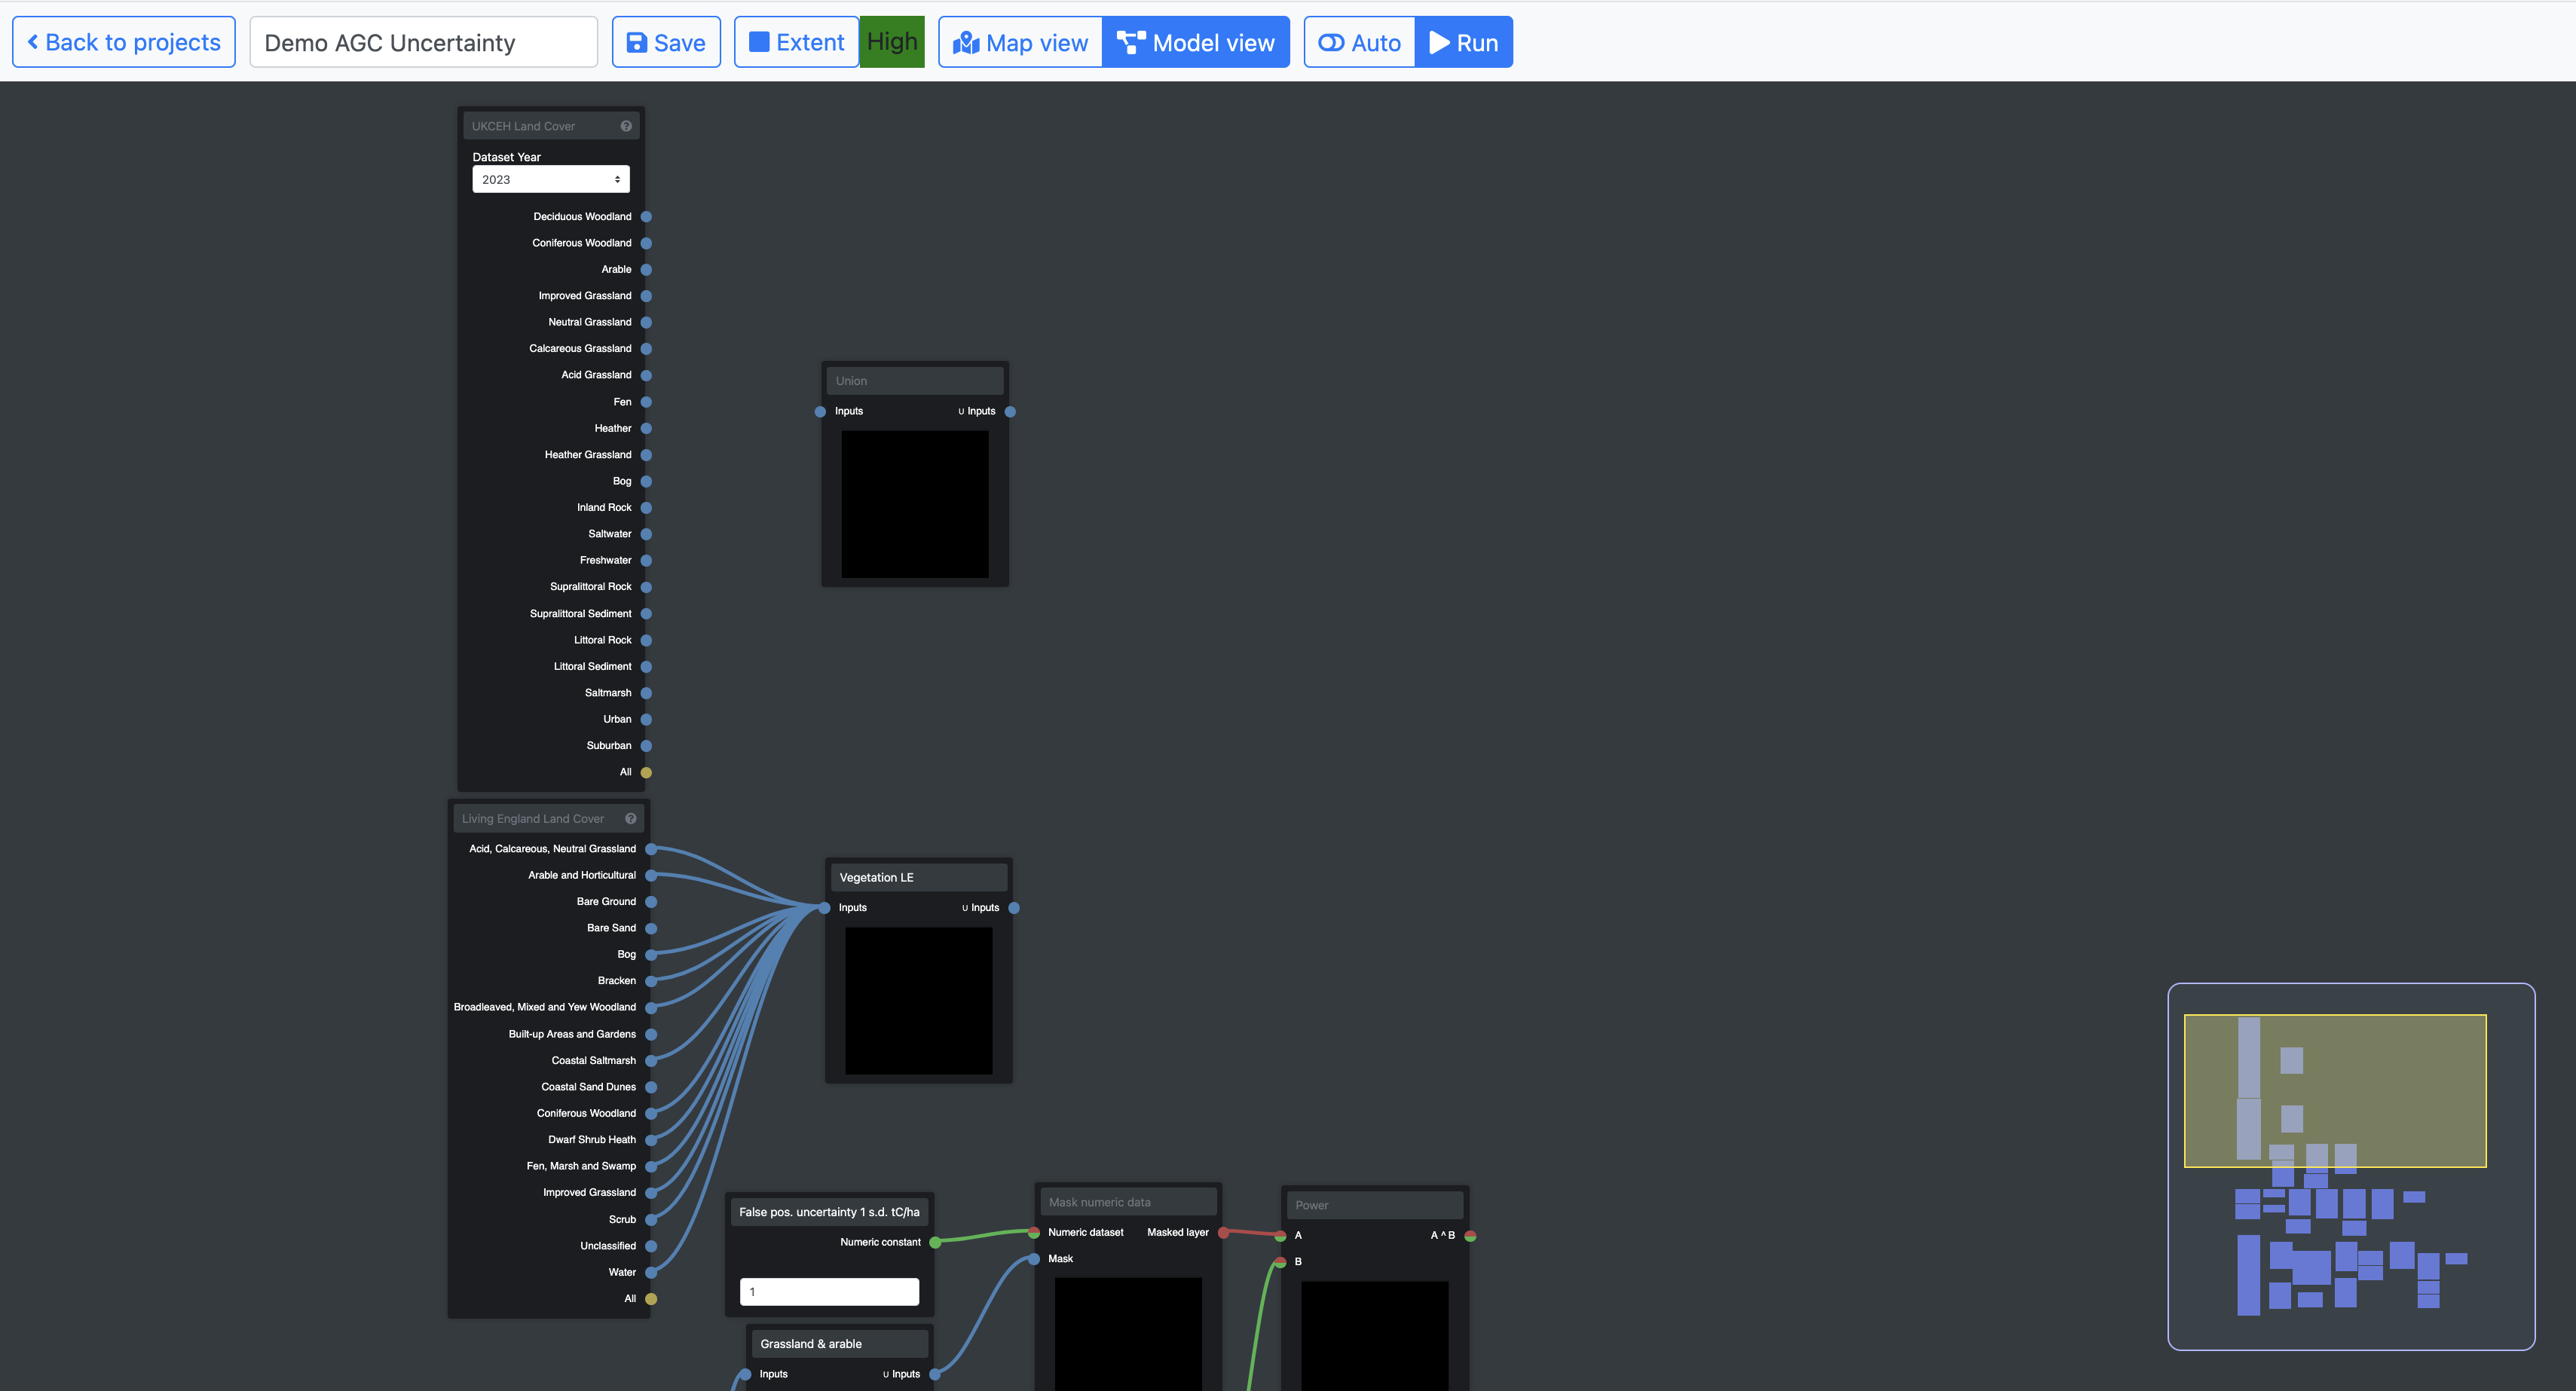 Back to projects
Demo AGC Uncertainty
Save
Extent
High
Map view
Model view
Auto
Run
UKCEH Land Cover
Dataset Year
2023
Deciduous Woodland
Coniferous Woodland
Arable
Improved Grassland
Neutral Grassland
Calcareous Grassland
Acid Grassland
Fen
Heather
Heather Grassland
Bog
Inland Rock
Saltwater
Freshwater
Supralittoral Rock
Supralittoral Sediment
Littoral Rock
Littoral Sediment
Saltmarsh
Urban
Suburban
All
Union
Inputs
∪ Inputs
Living England Land Cover
Acid, Calcareous, Neutral Grassland
Arable and Horticultural
Bare Ground
Bare Sand
Bog
Bracken
Broadleaved, Mixed and Yew Woodland
Built-up Areas and Gardens
Coastal Saltmarsh
Coastal Sand Dunes
Coniferous Woodland
Dwarf Shrub Heath
Fen, Marsh and Swamp
Improved Grassland
Scrub
Unclassified
Water
All
Vegetation LE
Inputs
∪ Inputs
False pos. uncertainty 1 s.d. tC/ha
Numeric constant
1
Grassland & arable
Inputs
∪ Inputs
Mask numeric data
Numeric dataset
Masked layer
Mask
Power
A
A ^ B
B